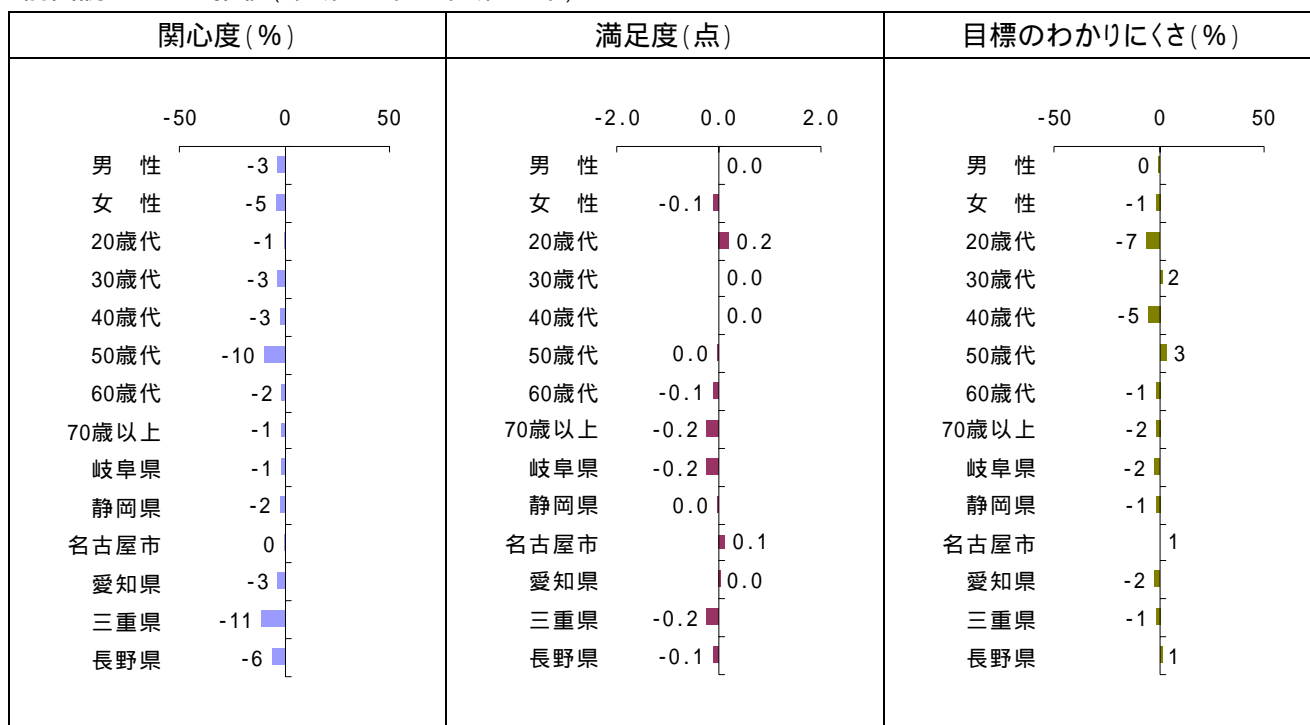 関心度(%)
満足度(点)
目標のわかりにくさ(%)
-50 0 50
男 性 -3
女 性 -5
20歳代 -1
30歳代 -3
40歳代 -3
50歳代 -10
60歳代 -2
70歳以上 -1
岐阜県 -1
静岡県 -2
名古屋市 0
愛知県 -3
三重県 -11
長野県 -6
-2.0 0.0 2.0
男 性 0.0
女 性 -0.1
20歳代 0.2
30歳代 0.0
40歳代 0.0
50歳代 0.0
60歳代 -0.1
70歳以上 -0.2
岐阜県 -0.2
静岡県 0.0
名古屋市 0.1
愛知県 0.0
三重県 -0.2
長野県 -0.1
-50 0 50
男 性 0
女 性 -1
20歳代 -7
30歳代 2
40歳代 -5
50歳代 3
60歳代 -1
70歳以上 -2
岐阜県 -2
静岡県 -1
名古屋市 1
愛知県 -2
三重県 -1
長野県 1